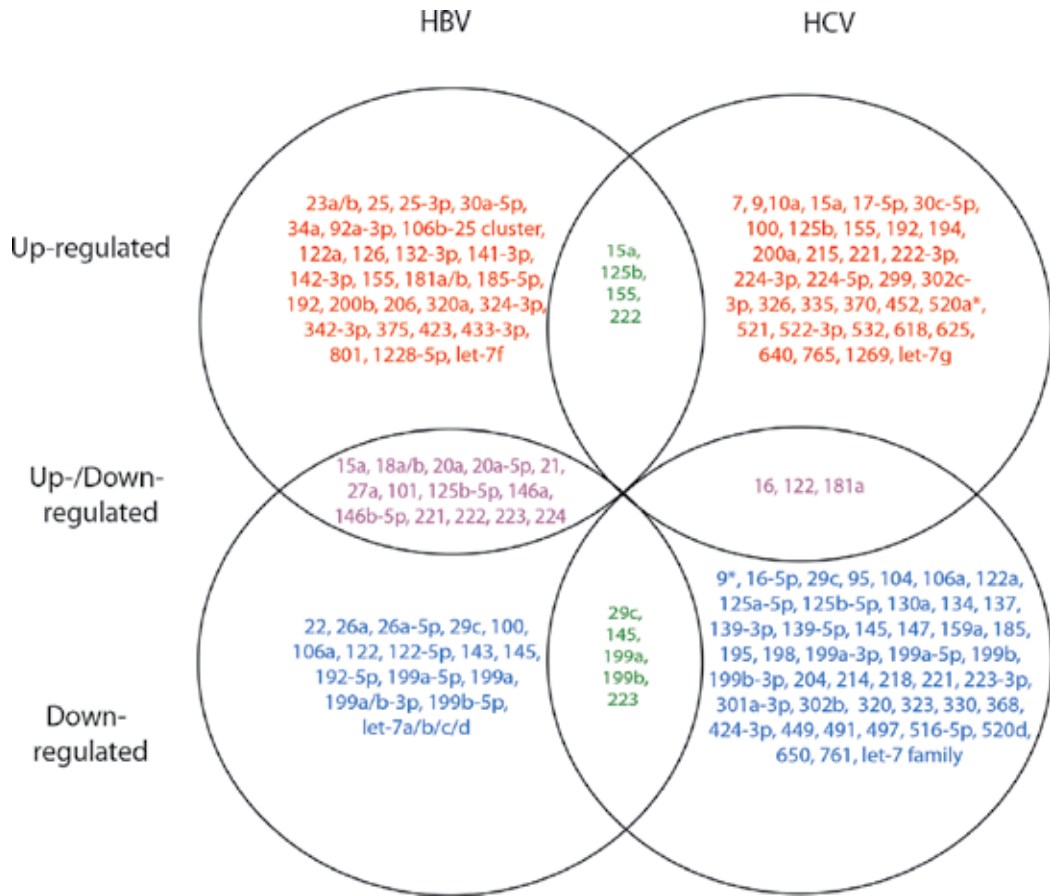 HBV
HCV
Up-regulated
23a/b, 25, 25-3p, 30a-5p,
34a, 92a-3p, 106b-25 cluster,
122a, 126, 132-3p, 141-3p,
142-3p, 155, 181a/b, 185-5p,
192, 200b, 206, 320a, 324-3p,
342-3p, 375, 423, 433-3p,
801, 1228-5p, let-7f
15a,
125b,
155,
222
7, 9,10a, 15a, 17-5p, 30c-5p,
100, 125b, 155, 192, 194,
200a, 215, 221, 222-3p,
224-3p, 224-5p, 299, 302c-
3p, 326, 335, 370, 452, 520a*,
521, 522-3p, 532, 618, 625,
640, 765, 1269, let-7g
Up-/Down-
regulated
15a, 18a/b, 20a, 20a-5p, 21,
27a, 101, 125b-5p, 146a,
146b-5p, 221, 222, 223, 224
16, 122, 181a
Down-
regulated
22, 26a, 26a-5p, 29c, 100,
106a, 122, 122-5p, 143, 145,
192-5p, 199a-5p, 199a,
199a/b-3p, 199b-5p,
let-7a/b/c/d
29c,
145,
199a,
199b,
223
9*, 16-5p, 29c, 95, 104, 106a, 122a,
125a-5p, 125b-5p, 130a, 134, 137,
139-3p, 139-5p, 145, 147, 159a, 185,
195, 198, 199a-3p, 199a-5p, 199b,
199b-3p, 204, 214, 218, 221, 223-3p,
301a-3p, 302b, 320, 323, 330, 368,
424-3p, 449, 491, 497, 516-5p, 520d,
650, 761, let-7 family